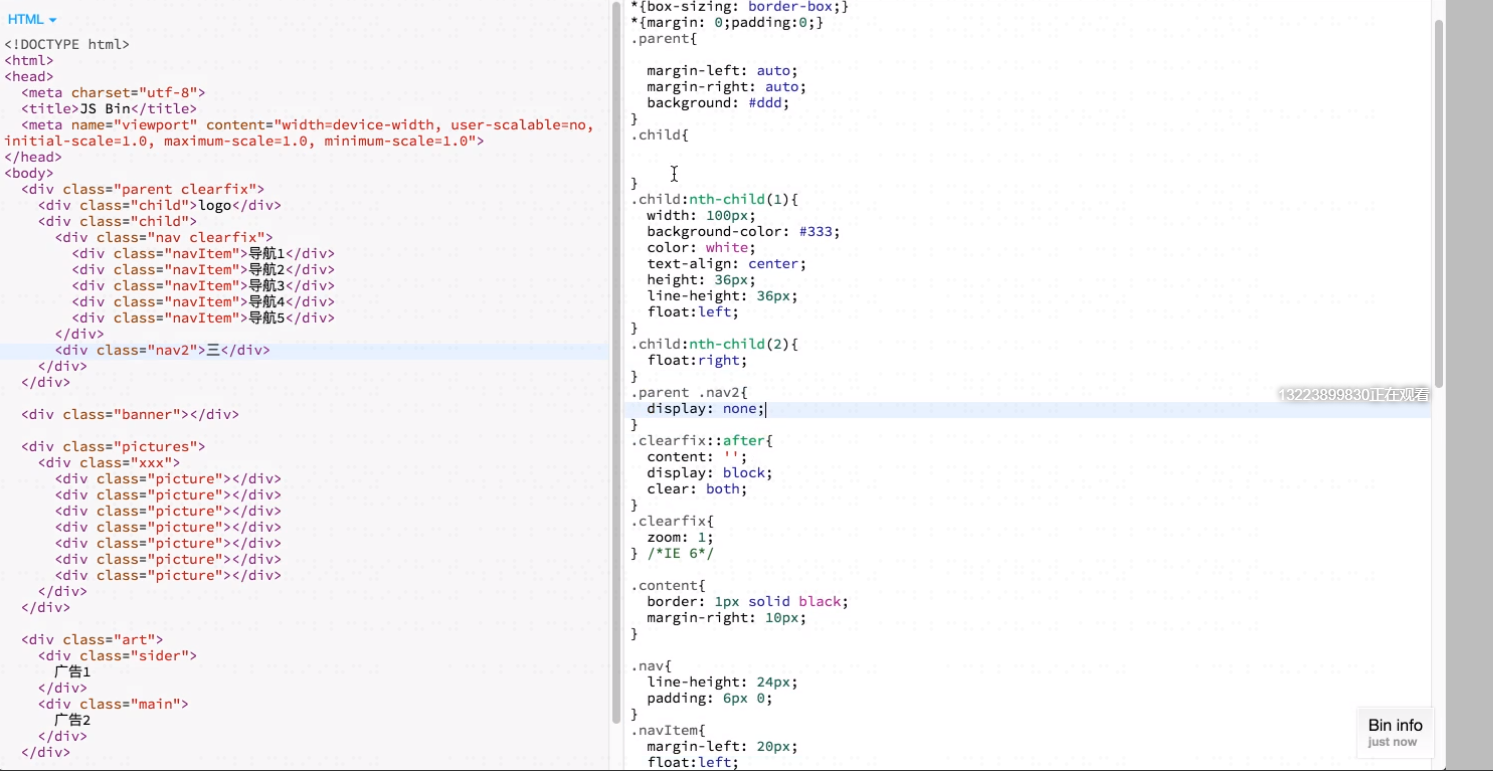 HTML
<!DOCTYPE html>
<html>
<head>
<meta charset="utf-8">
<title>JS Bin</title>
<meta name="viewport" content="width=device-width, user-scalable=no,
initial-scale=1.0, maximum-scale=1.0, minimum-scale=1.0">
</head>
<body>
<div class="parent clearfix">
<div class="child">logo</div>
<div class="child">
<div class="nav clearfix">
<div class="navItem">导航1</div>
<div class="navItem">导航2</div>
<div class="navItem">导航3</div>
<div class="navItem">导航4</div>
<div class="navItem">导航5</div>
</div>
<div class="nav2">三</div>
</div>
</div>
<div class="banner"></div>
<div class="pictures">
<div class="xxx">
<div class="picture"></div>
<div class="picture"></div>
<div class="picture"></div>
<div class="picture"></div>
<div class="picture"></div>
<div class="picture"></div>
<div class="picture"></div>
</div>
</div>
<div class="art">
<div class="sider">
广告1
</div>
<div class="main">
广告2
</div>
</div>
*{box-sizing: border-box;}
*{margin: 0;padding:0;}
.parent{
margin-left: auto;
margin-right: auto;
background: #ddd;
}
.child{
}
.child:nth-child(1){
width: 100px;
background-color: #333;
color: white;
text-align: center;
height: 36px;
line-height: 36px;
float:left;
}
.child:nth-child(2){
float:right;
}
.parent .nav2{
display: none;
}
.clearfix::after{
content: '';
display: block;
clear: both;
}
.clearfix{
zoom: 1;
} /*IE 6*/
.content{
border: 1px solid black;
margin-right: 10px;
}
.nav{
line-height: 24px;
padding: 6px 0;
}
.navItem{
margin-left: 20px;
float:left;
13223899830正在观看
Bin info
just now